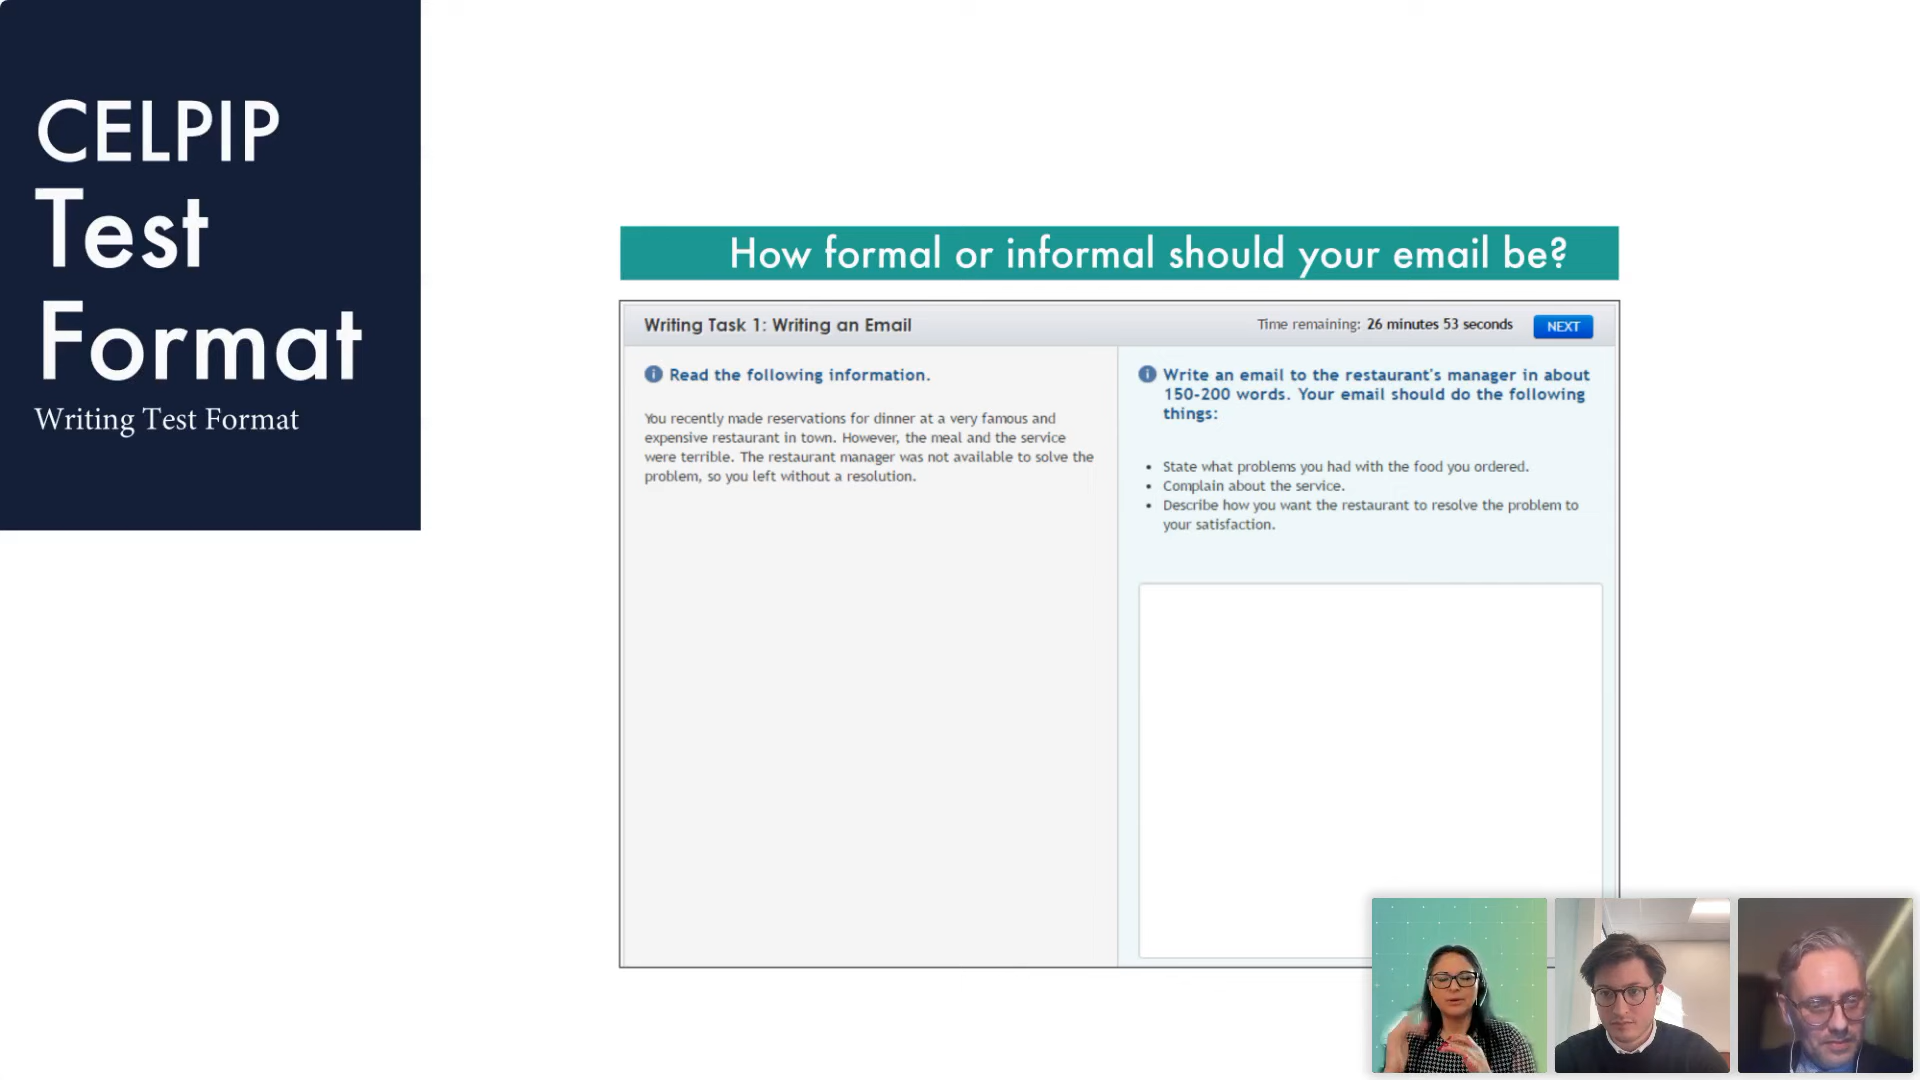 CELPIP
Test
Format
Writing Test Format
How formal or informal should your email be?
Writing Task 1: Writing an Email
Time remaining: 26 minutes 53 seconds
NEXT
Read the following information.
You recently made reservations for dinner at a very famous and
expensive restaurant in town. However, the meal and the service
were terrible. The restaurant manager was not available to solve the
problem, so you left without a resolution.
Write an email to the restaurant's manager in about
150-200 words. Your email should do the following
things:
• State what problems you had with the food you ordered.
• Complain about the service.
• Describe how you want the restaurant to resolve the problem to
your satisfaction.